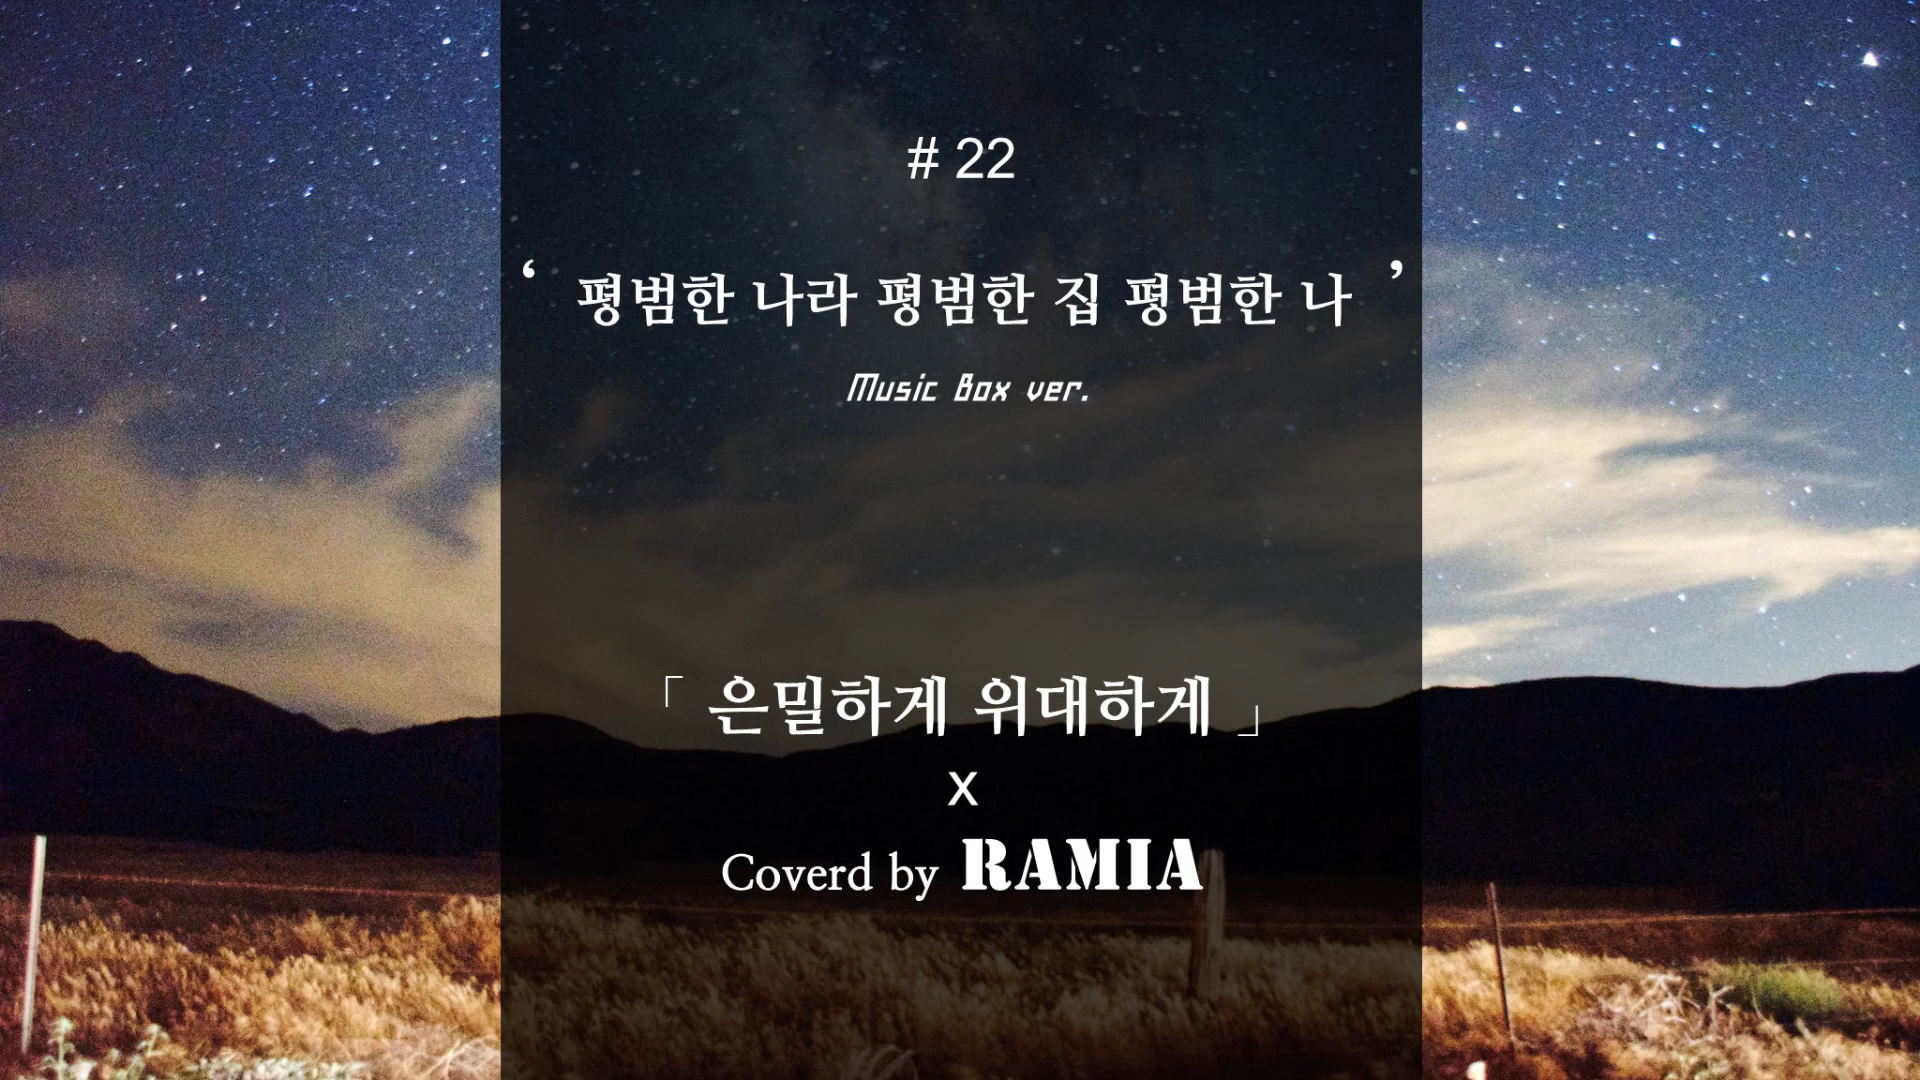 # 22
‘ 평범한 나라 평범한 집 평범한 나 ’
Music Box ver.
「 은밀하게 위대하게 」
x
Coverd by RAMIA